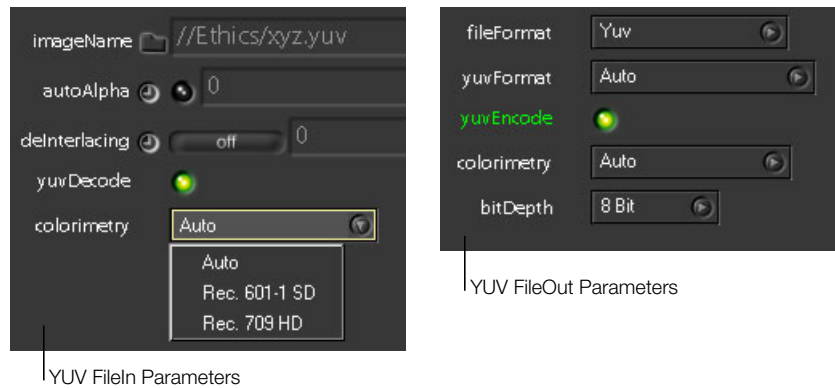 imageName //Ethics/xyz.yuv
autoAlpha 0
deInterlacing off 0
yuvDecode
colorimetry Auto
Auto
Rec. 601-1 SD
Rec. 709 HD
YUV FileIn Parameters
fileFormat Yuv
yuvFormat Auto
yuvEncode
colorimetry Auto
bitDepth 8 Bit
YUV FileOut Parameters